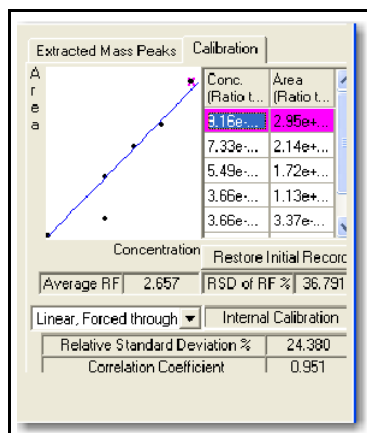 Extracted Mass Peaks Calibration
Area
Conc. Area
(Ratio t... (Ratio t...
9.16e-... 2.95e+...
7.33e-... 2.14e+...
5.49e-... 1.72e+...
3.66e-... 1.13e+...
3.66e-... 3.37e-...
Concentration Restore Initial Recor
Average RF 2.657 RSD of RF % 36.791
Linear, Forced through Internal Calibration
Relative Standard Deviation % 24.380
Correlation Coefficient 0.951